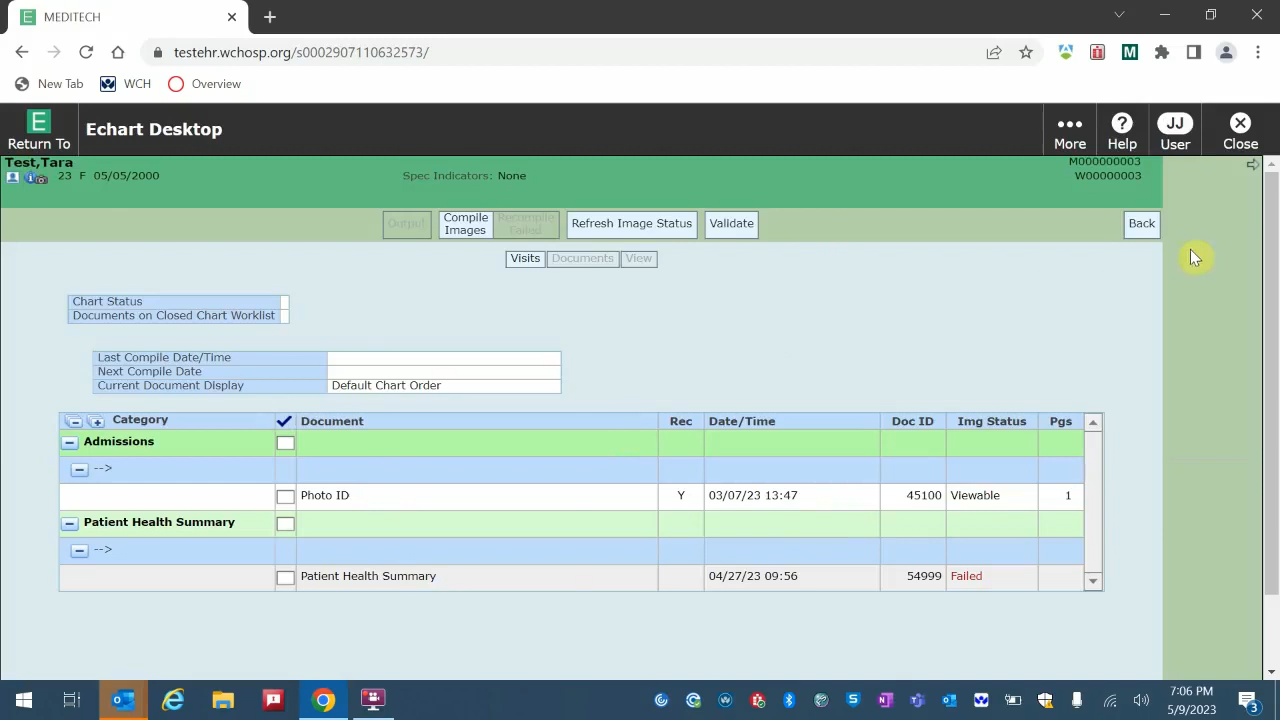 E MEDITECH
testehr.wchosp.org/s0002907110632573/
M
New Tab WCH Overview
E
Return To
Echart Desktop
More
Help
JJ
User
Close
Test,Tara
23 F 05/05/2000
Spec Indicators: None
M000000003
W00000003
Output
Compile Images
Recompile Failed
Refresh Image Status
Validate
Back
Visits Documents View
Chart Status
Documents on Closed Chart Worklist
Last Compile Date/Time
Next Compile Date
Current Document Display Default Chart Order
Category Document Rec Date/Time Doc ID Img Status Pgs
Admissions
-->
Photo ID Y 03/07/23 13:47 45100 Viewable 1
Patient Health Summary
-->
Patient Health Summary 04/27/23 09:56 54999 Failed
7:06 PM
5/9/2023
3